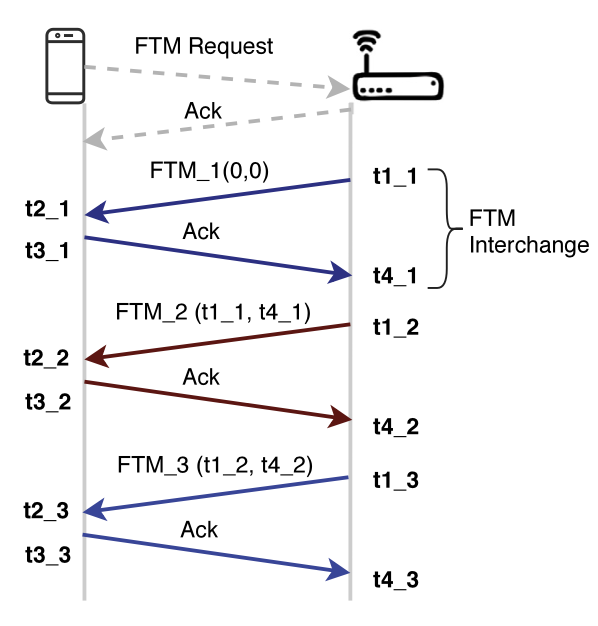 FTM Request
Ack
FTM_1(0,0)
t1_1
t2_1
Ack
t3_1
t4_1
FTM
Interchange
FTM_2 (t1_1, t4_1)
t1_2
t2_2
Ack
t3_2
t4_2
FTM_3 (t1_2, t4_2)
t1_3
t2_3
Ack
t3_3
t4_3